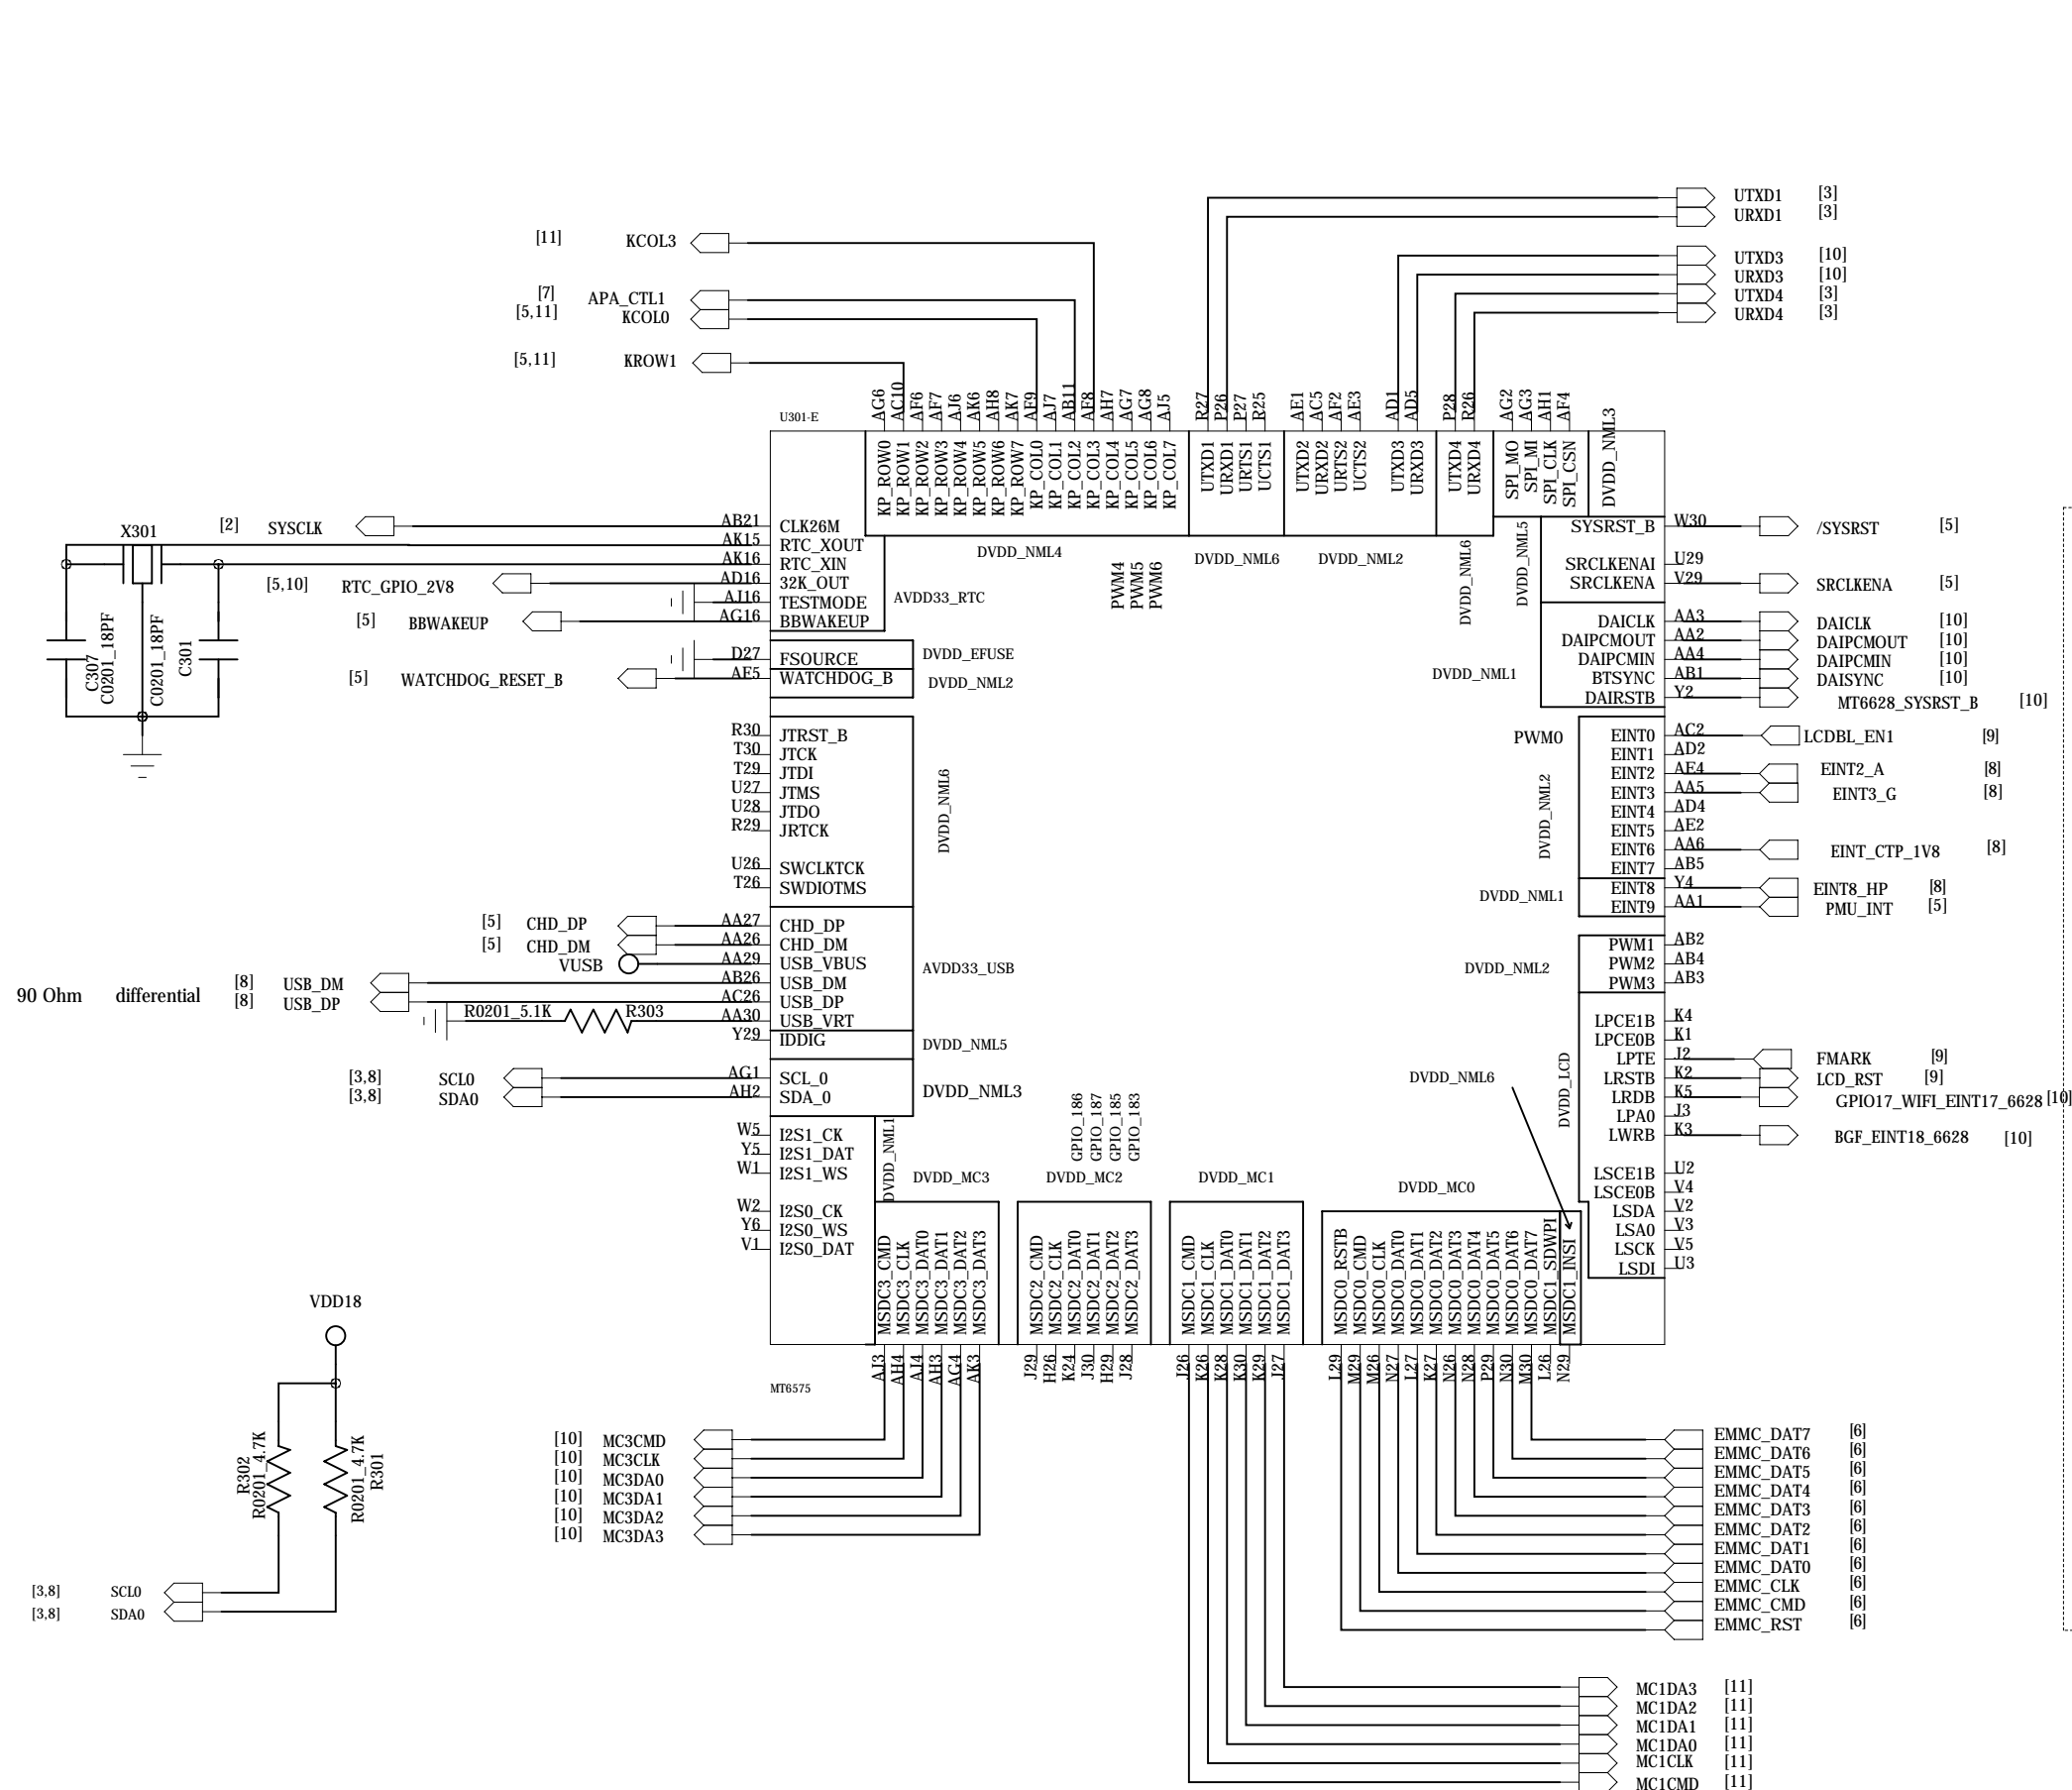 UTXD1 [3]
URXD1 [3]
[11] KCOL3
UTXD3 [10]
URXD3 [10]
UTXD4 [3]
URXD4 [3]
[7] APA_CTL1
[5,11] KCOL0
[5,11] KROW1
U301-E
AG6
AC10
AF6
AF7
AJ6
AK6
AH8
AK7
AE9
AJ7
AB11
AF8
AH7
AG7
AG8
AJ5
R27
P26
P27
R25
AE1
AC5
AF2
AE3
AD1
AD5
P28
R26
AG2
AG3
AH1
AF4
KP_ROW0
KP_ROW1
KP_ROW2
KP_ROW3
KP_ROW4
KP_ROW5
KP_ROW6
KP_ROW7
KP_COL0
KP_COL1
KP_COL2
KP_COL3
KP_COL4
KP_COL5
KP_COL6
KP_COL7
UTXD1
URXD1
URTS1
UCTS1
UTXD2
URXD2
URTS2
UCTS2
UTXD3
URXD3
UTXD4
URXD4
SPI_MO
SPI_MI
SPI_CLK
SPI_CSN
DVDD_NML3
DVDD_NML4
PWM4
PWM5
PWM6
DVDD_NML6
DVDD_NML2
DVDD_NML6
DVDD_NML5
X301
[2] SYSCLK AB21 CLK26M
AK15 RTC_XOUT
AK16 RTC_XIN
[5,10] RTC_GPIO_2V8 AD16 32K_OUT
AJ16 TESTMODE
[5] BBWAKEUP AG16 BBWAKEUP
AVDD33_RTC
C307
C0201_18PF
C0201_18PF
C301
D27 FSOURCE DVDD_EFUSE
[5] WATCHDOG_RESET_B AE5 WATCHDOG_B DVDD_NML2
R30 JTRST_B
T30 JTCK
T29 JTDI
U27 JTMS
U28 JTDO
R29 JRTCK
U26 SWCLKTCK
T26 SWDIOTMS
DVDD_NML6
[5] CHD_DP AA27 CHD_DP
[5] CHD_DM AA26 CHD_DM
VUSB AA29 USB_VBUS AVDD33_USB
90 Ohm differential
[8] USB_DM AB26 USB_DM
[8] USB_DP AC26 USB_DP
R0201_5.1K R303 AA30 USB_VRT
Y29 IDDIG DVDD_NML5
[3,8] SCL0 AG1 SCL_0
[3,8] SDA0 AH2 SDA_0
DVDD_NML3
W5 I2S1_CK
Y5 I2S1_DAT
W1 I2S1_WS
W2 I2S0_CK
Y6 I2S0_WS
V1 I2S0_DAT
DVDD_NML1
SYSRST_B W30 /SYSRST [5]
SRCLKENAI U29
SRCLKENA V29 SRCLKENA [5]
DAICLK AA3 DAICLK [10]
DAIPCMOUT AA2 DAIPCMOUT [10]
DAIPCMIN AA4 DAIPCMIN [10]
BTSYNC AB1 DAISYNC [10]
DAIRSTB Y2 MT6628_SYSRST_B [10]
DVDD_NML1
PWM0 EINT0 AC2 LCDBL_EN1 [9]
EINT1 AD2
EINT2 AE4 EINT2_A [8]
EINT3 AA5 EINT3_G [8]
EINT4 AD4
EINT5 AE2
EINT6 AA6 EINT_CTP_1V8 [8]
EINT7 AB5
DVDD_NML2
EINT8 Y4 EINT8_HP [8]
EINT9 AA1 PMU_INT [5]
DVDD_NML1
PWM1 AB2
PWM2 AB4
PWM3 AB3
DVDD_NML2
LPCE1B K4
LPCE0B K1
LPTE J2 FMARK [9]
LRSTB K2 LCD_RST [9]
LRDB K5 GPIO17_WIFI_EINT17_6628 [10]
LPA0 J3
LWRB K3 BGF_EINT18_6628 [10]
LSCE1B U2
LSCE0B V4
LSDA V2
LSA0 V3
LSCK V5
LSDI U3
DVDD_LCD
DVDD_NML6
GPIO_186
GPIO_187
GPIO_185
GPIO_183
DVDD_MC3
DVDD_MC2
DVDD_MC1
DVDD_MC0
MSDC3_CMD
MSDC3_CLK
MSDC3_DAT0
MSDC3_DAT1
MSDC3_DAT2
MSDC3_DAT3
MSDC2_CMD
MSDC2_CLK
MSDC2_DAT0
MSDC2_DAT1
MSDC2_DAT2
MSDC2_DAT3
MSDC1_CMD
MSDC1_CLK
MSDC1_DAT0
MSDC1_DAT1
MSDC1_DAT2
MSDC1_DAT3
MSDC0_RSTB
MSDC0_CMD
MSDC0_CLK
MSDC0_DAT0
MSDC0_DAT1
MSDC0_DAT2
MSDC0_DAT3
MSDC0_DAT4
MSDC0_DAT5
MSDC0_DAT6
MSDC0_DAT7
MSDC1_SDWPI
MSDC1_INSI
AJ3
AH4
AJ4
AH3
AG4
AK3
J29
H26
K24
J30
H29
J28
J26
K26
K28
K30
K29
J27
L29
M29
M26
N27
L27
K27
N26
N28
P29
N30
M30
L26
N29
MT6575
VDD18
R302
R0201_4.7K
R0201_4.7K
R301
[3,8] SCL0
[3,8] SDA0
[10] MC3CMD
[10] MC3CLK
[10] MC3DA0
[10] MC3DA1
[10] MC3DA2
[10] MC3DA3
EMMC_DAT7 [6]
EMMC_DAT6 [6]
EMMC_DAT5 [6]
EMMC_DAT4 [6]
EMMC_DAT3 [6]
EMMC_DAT2 [6]
EMMC_DAT1 [6]
EMMC_DAT0 [6]
EMMC_CLK [6]
EMMC_CMD [6]
EMMC_RST [6]
MC1DA3 [11]
MC1DA2 [11]
MC1DA1 [11]
MC1DA0 [11]
MC1CLK [11]
MC1CMD [11]